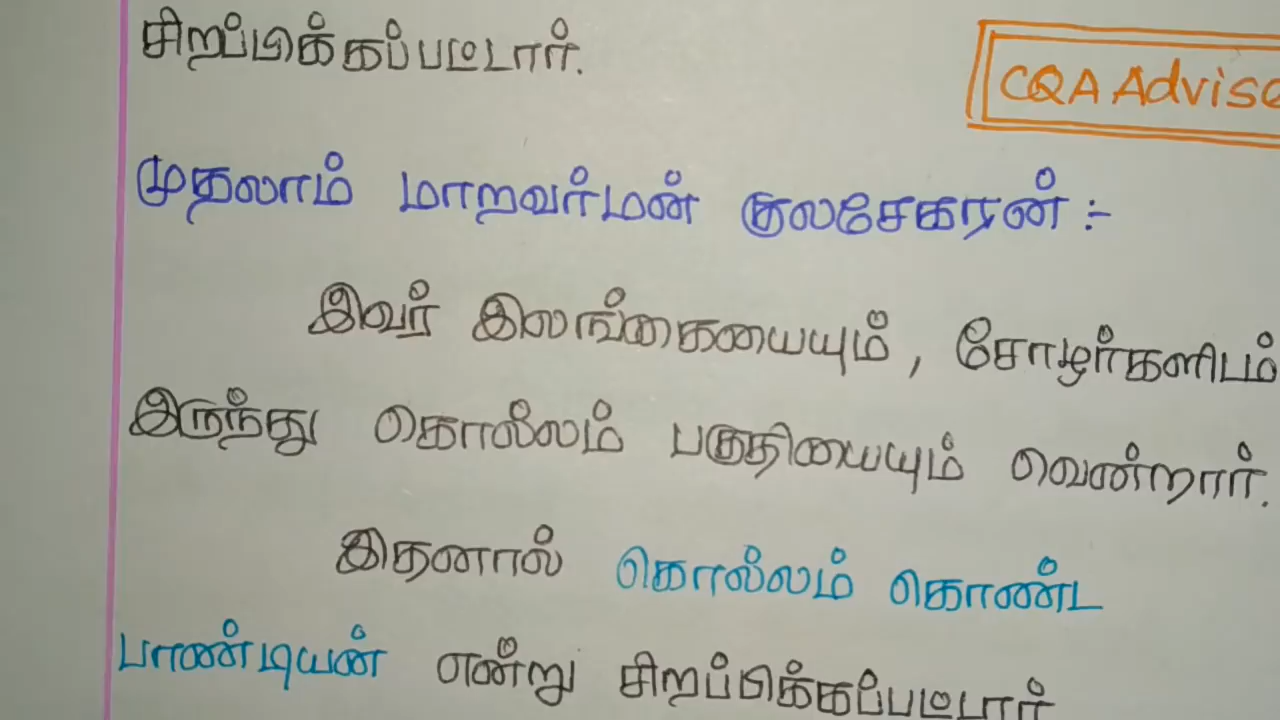 சிறப்பிக்கப்பட்டார்.
CQA Adviso
முதலாம் மாறவர்மன் குலசேகரன் :-
இவர் இலங்கையையும், சோழர்களிடம்
இருந்து கொல்லம் பகுதியையும் வென்றார்.
இதனால் கொல்லம் கொண்ட
பாண்டியன் என்று சிறப்பிக்கப்பட்டார்